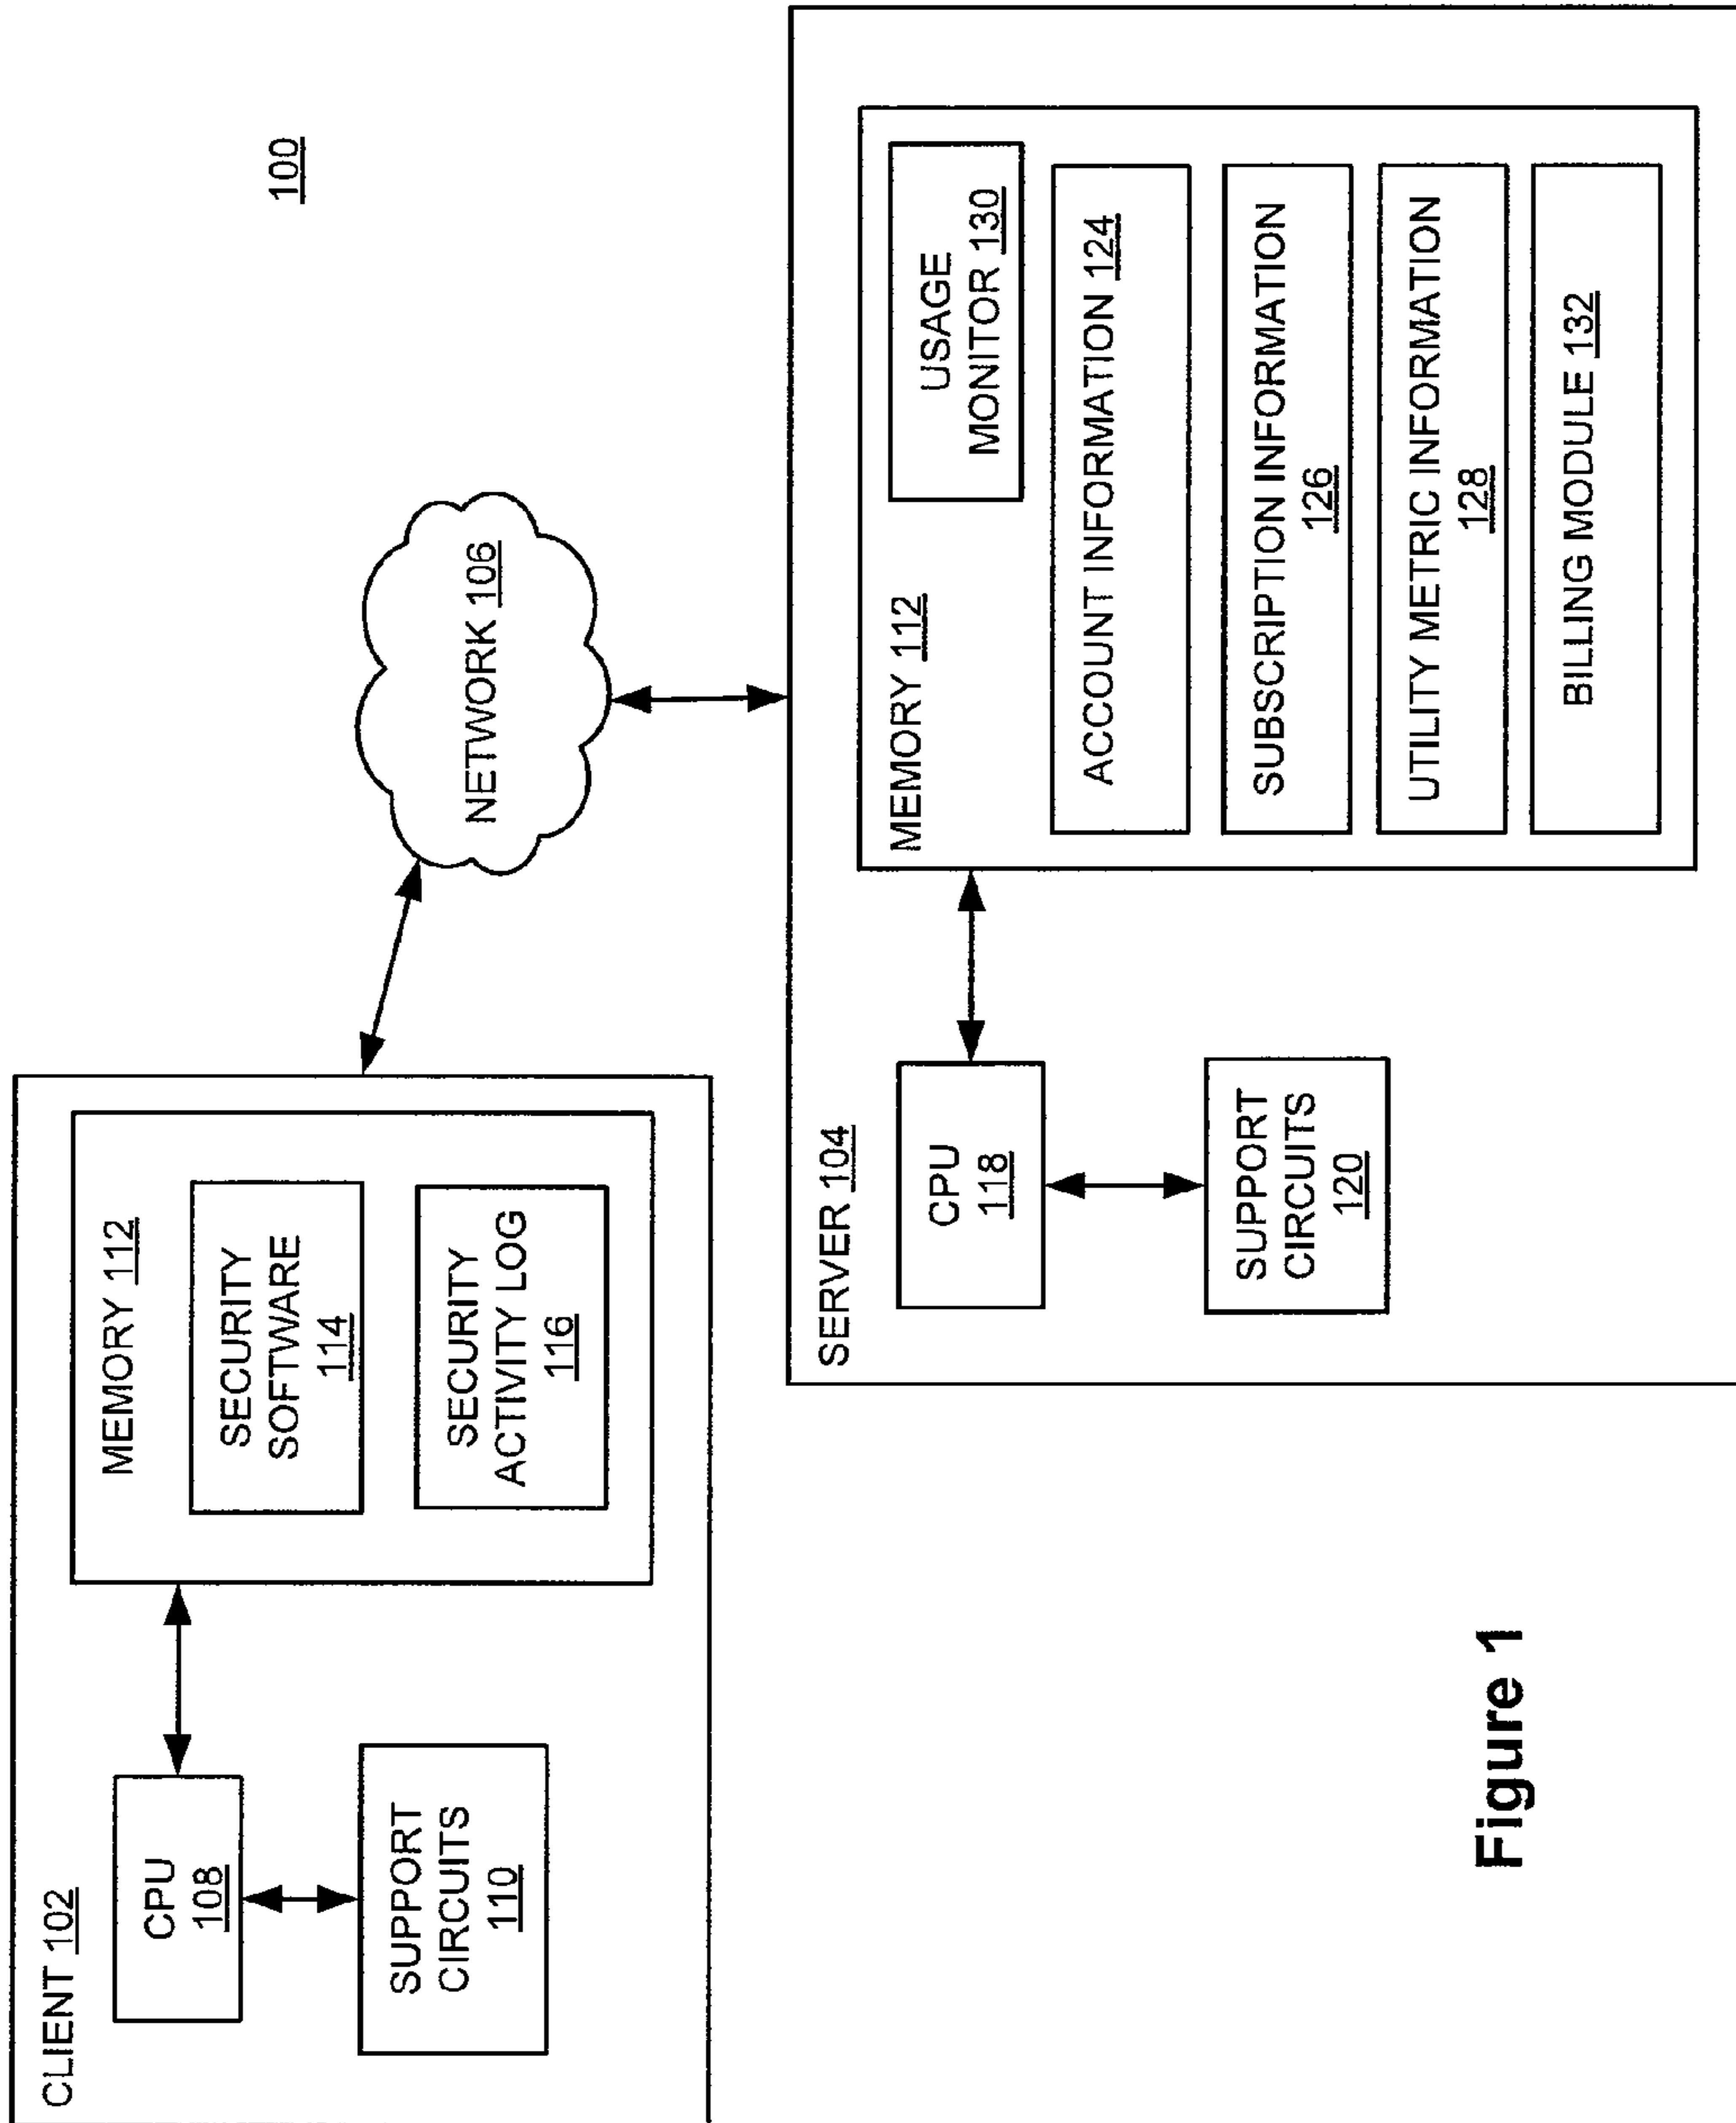 100
CLIENT 102
CPU
108
SUPPORT
CIRCUITS
110
MEMORY 112
SECURITY
SOFTWARE
114
SECURITY
ACTIVITY LOG
116
NETWORK 106
SERVER 104
CPU
118
SUPPORT
CIRCUITS
120
MEMORY 112
USAGE
MONITOR 130
ACCOUNT INFORMATION 124
SUBSCRIPTION INFORMATION
126
UTILITY METRIC INFORMATION
128
BILLING MODULE 132
Figure 1